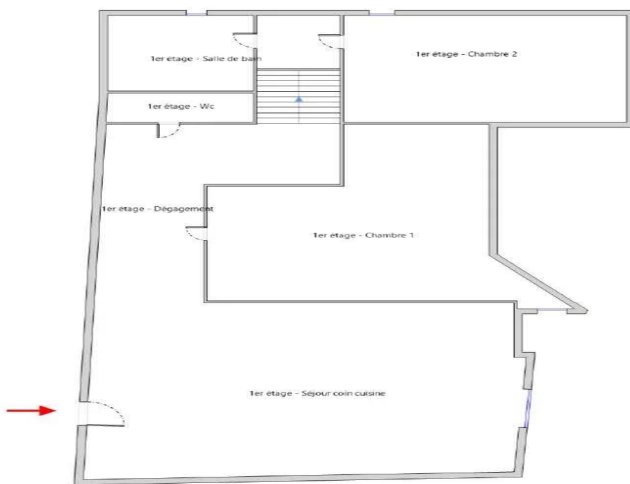 1er étage - Salle de bain
1er étage - Chambre 2
1er étage - Wc
1er étage - Dégagement
1er étage - Chambre 1
1er étage - Séjour coin cuisine